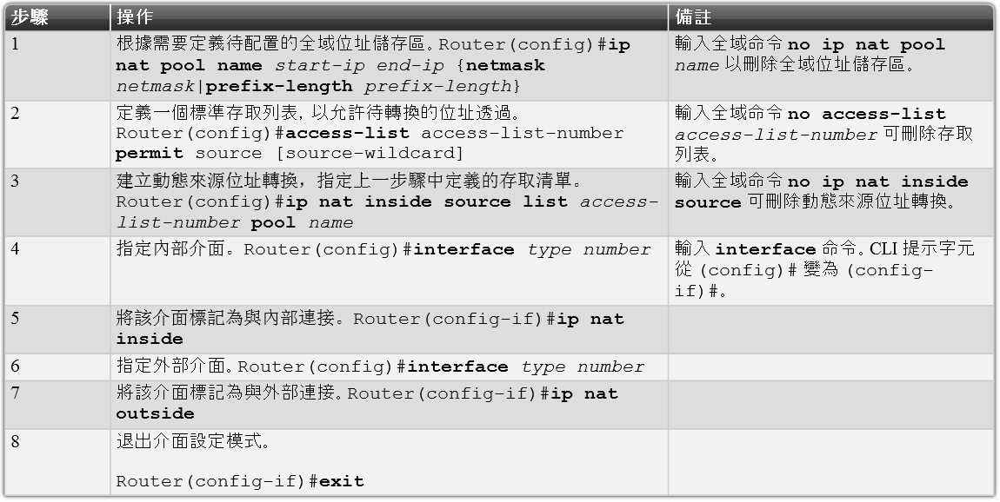 步驟 操作 備註
1 根據需要定義待配置的全域位址儲存區。Router(config)#ip 輸入全域命令 no ip nat pool
nat pool name start-ip end-ip {netmask name 以刪除全域位址儲存區。
netmask|prefix-length prefix-length}
2 定義一個標準存取列表, 以允許待轉換的位址透過。 輸入全域命令 no access-list
Router(config)#access-list access-list-number access-list-number 可刪除存取
permit source [source-wildcard] 列表。
3 建立動態來源位址轉換，指定上一步驟中定義的存取清單。 輸入全域命令 no ip nat inside
Router(config)#ip nat inside source list access- source 可刪除動態來源位址轉換。
list-number pool name
4 指定內部介面。Router(config)#interface type number 輸入 interface 命令。CLI 提示字元
從 (config)# 變為 (config-
if)#。
5 將該介面標記為與內部連接。Router(config-if)#ip nat
inside
6 指定外部介面。Router(config)#interface type number
7 將該介面標記為與外部連接。Router(config-if)#ip nat
outside
8 退出介面設定模式。
Router(config-if)#exit